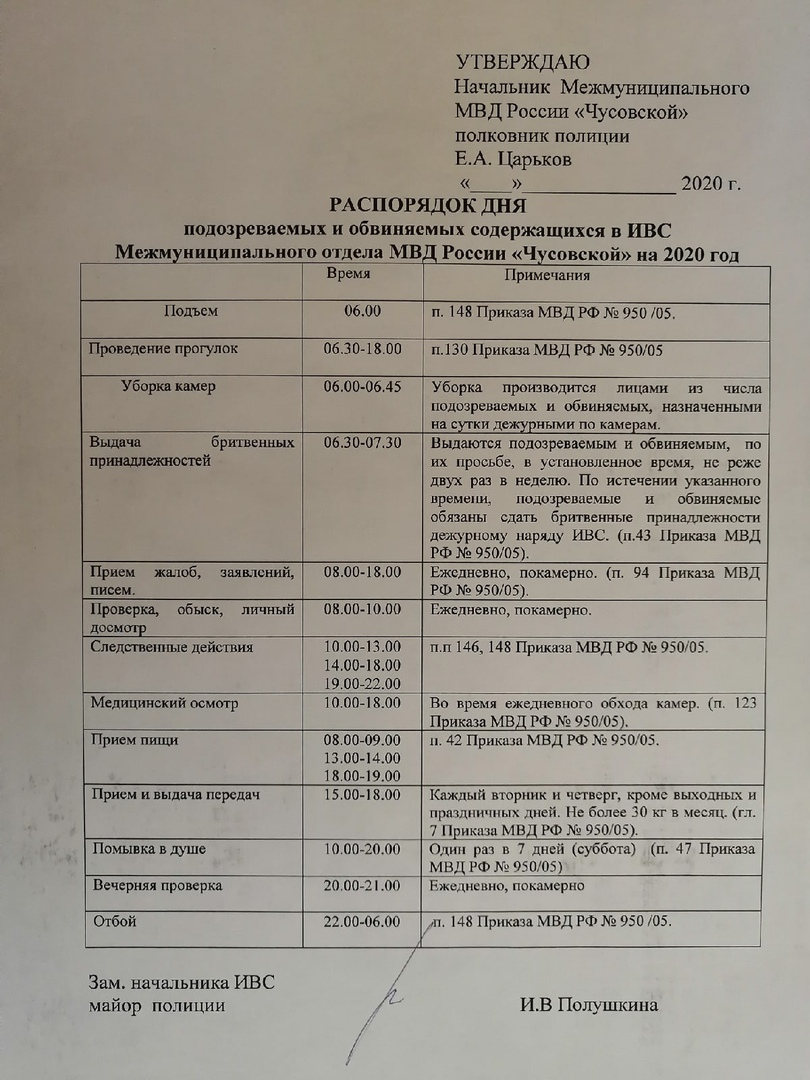 УТВЕРЖДАЮ
Начальник Межмуниципального
МВД России «Чусовской»
полковник полиции
Е.А. Царьков
«____»_______________ 2020 г.
РАСПОРЯДОК ДНЯ
подозреваемых и обвиняемых содержащихся в ИВС
Межмуниципального отдела МВД России «Чусовской» на 2020 год
Время Примечания
Подъем 06.00 п. 148 Приказа МВД РФ № 950 /05.
Проведение прогулок 06.30-18.00 п.130 Приказа МВД РФ № 950/05
Уборка камер 06.00-06.45 Уборка производится лицами из числа
подозреваемых и обвиняемых, назначенными
на сутки дежурными по камерам.
Выдача бритвенных 06.30-07.30 Выдаются подозреваемым и обвиняемым, по
принадлежностей их просьбе, в установленное время, не реже
двух раз в неделю. По истечении указанного
времени, подозреваемые и обвиняемые
обязаны сдать бритвенные принадлежности
дежурному наряду ИВС. (п.43 Приказа МВД
РФ № 950/05).
Прием жалоб, заявлений, 08.00-18.00 Ежедневно, покамерно. (п. 94 Приказа МВД
писем. РФ № 950/05).
Проверка, обыск, личный 08.00-10.00 Ежедневно, покамерно.
досмотр
Следственные действия 10.00-13.00 п.п 146, 148 Приказа МВД РФ № 950/05.
14.00-18.00
19.00-22.00
Медицинский осмотр 10.00-18.00 Во время ежедневного обхода камер. (п. 123
Приказа МВД РФ № 950/05).
Прием пищи 08.00-09.00 п. 42 Приказа МВД РФ № 950/05.
13.00-14.00
18.00-19.00
Прием и выдача передач 15.00-18.00 Каждый вторник и четверг, кроме выходных и
праздничных дней. Не более 30 кг в месяц. (гл.
7 Приказа МВД РФ № 950/05).
Помывка в душе 10.00-20.00 Один раз в 7 дней (суббота) (п. 47 Приказа
МВД РФ № 950/05)
Вечерняя проверка 20.00-21.00 Ежедневно, покамерно
Отбой 22.00-06.00 п. 148 Приказа МВД РФ № 950 /05.
Зам. начальника ИВС
майор полиции И.В Полушкина